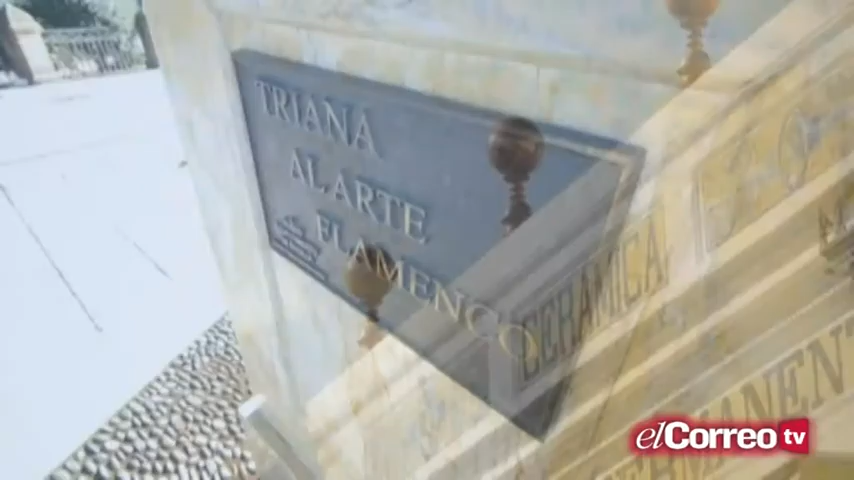 TRIANA
AL ARTE
FLAMENCO
CERAMICA
elCorreo tv